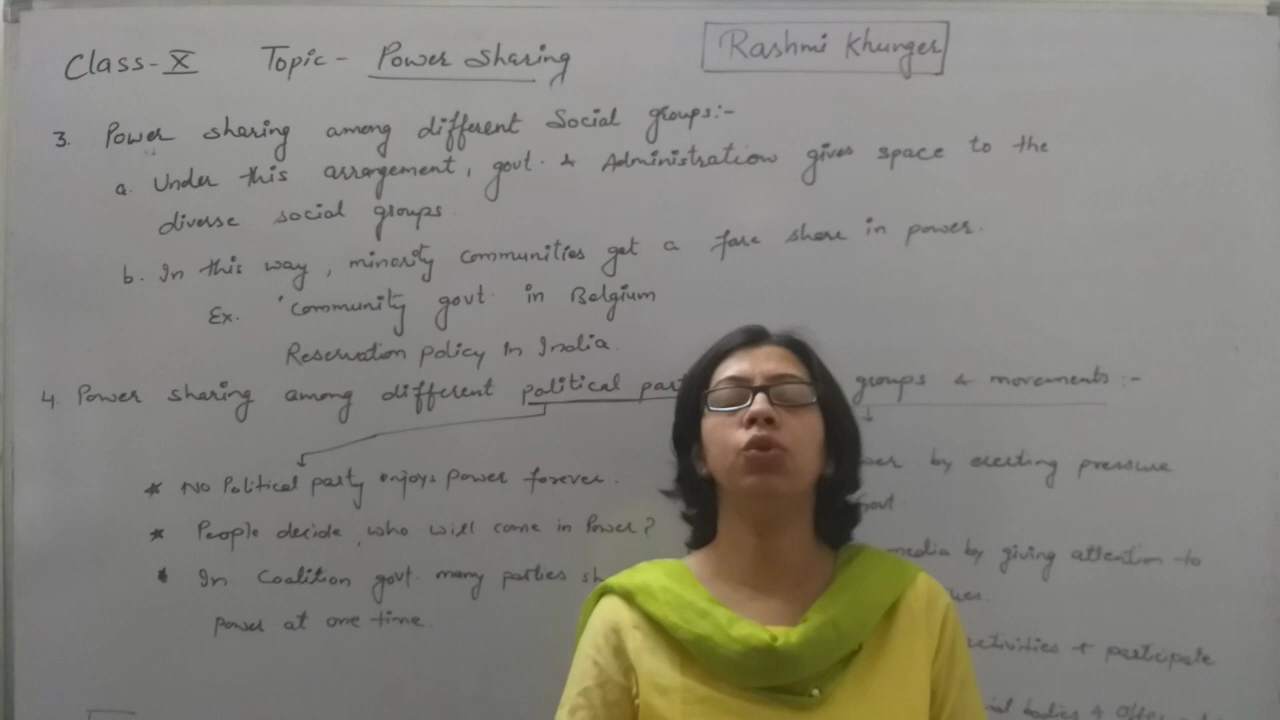 Class-X Topic - Power Sharing
Rashmi Khurger
3. Power sharing among different Social groups:-
a. Under this arrangement, govt. & Administration gives space to the
diverse social groups.
b. In this way, minority communities get a fare share in power.
Ex. 'Community govt. in Belgium
Reservation policy in India.
4. Power sharing among different political groups & movements :-
* No Political party enjoys power forever.
* People decide, who will come in Power?
* In Coalition govt. many parties
power at one time.
by exerting pressure
govt.
media by giving attention to
activities + participate
bodies &